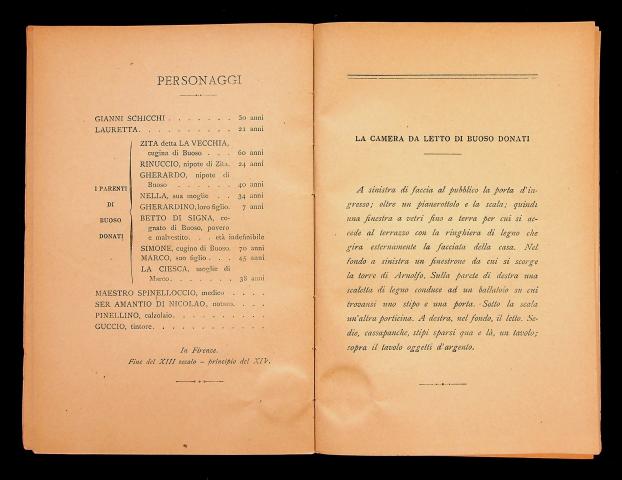 PERSONAGGI
GIANNI SCHICCHI . . . . . . . 50 anni
LAURETTA. . . . . . . . . . 21 anni
I PARENTI
DI
BUOSO
DONATI
ZITA detta LA VECCHIA,
cugina di Buoso . . . 60 anni
RINUCCIO, nipote di Zita. 24 anni
GHERARDO, nipote di
Buoso . . . . . . . 40 anni
NELLA, sua moglie . . 34 anni
GHERARDINO, loro figlio. 7 anni
BETTO DI SIGNA, co-
gnato di Buoso, povero
e malvestito. . . età indefinibile
SIMONE, cugino di Buoso. 70 anni
MARCO, suo figlio . . . 45 anni
LA CIESCA, moglie di
Marco. . . . . . . . 38 anni
MAESTRO SPINELLOCCIO, medico . . . .
SER AMANTIO DI NICOLAO, notaro. . . .
PINELLINO, calzolaio. . . . . . . . .
GUCCIO, tintore. . . . . . . . . . .
In Firenze.
Fine del XIII secolo - principio del XIV.
LA CAMERA DA LETTO DI BUOSO DONATI
A sinistra di faccia al pubblico la porta d'in-
gresso; oltre un pianerottolo e la scala; quindi
una finestra a vetri fino a terra per cui si ac-
cede al terrazzo con la ringhiera di legno che
gira esternamente la facciata della casa. Nel
fondo a sinistra un finestrone da cui si scorge
la torre di Arnolfo. Sulla parete di destra una
scaletta di legno conduce ad un ballatoio su cui
trovansi uno stipo e una porta. Sotto la scala
un'altra porticina. A destra, nel fondo, il letto. Se-
die, cassapanche, stipi sparsi qua e là, un tavolo;
sopra il tavolo oggetti d'argento.